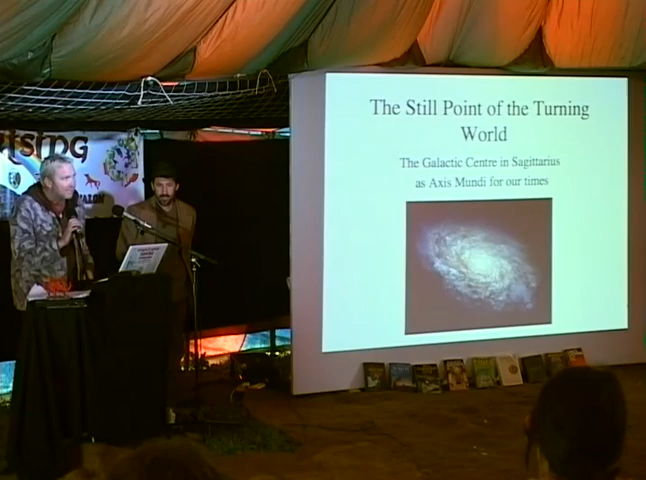 The Still Point of the Turning
World
The Galactic Centre in Sagittarius
as Axis Mundi for our times